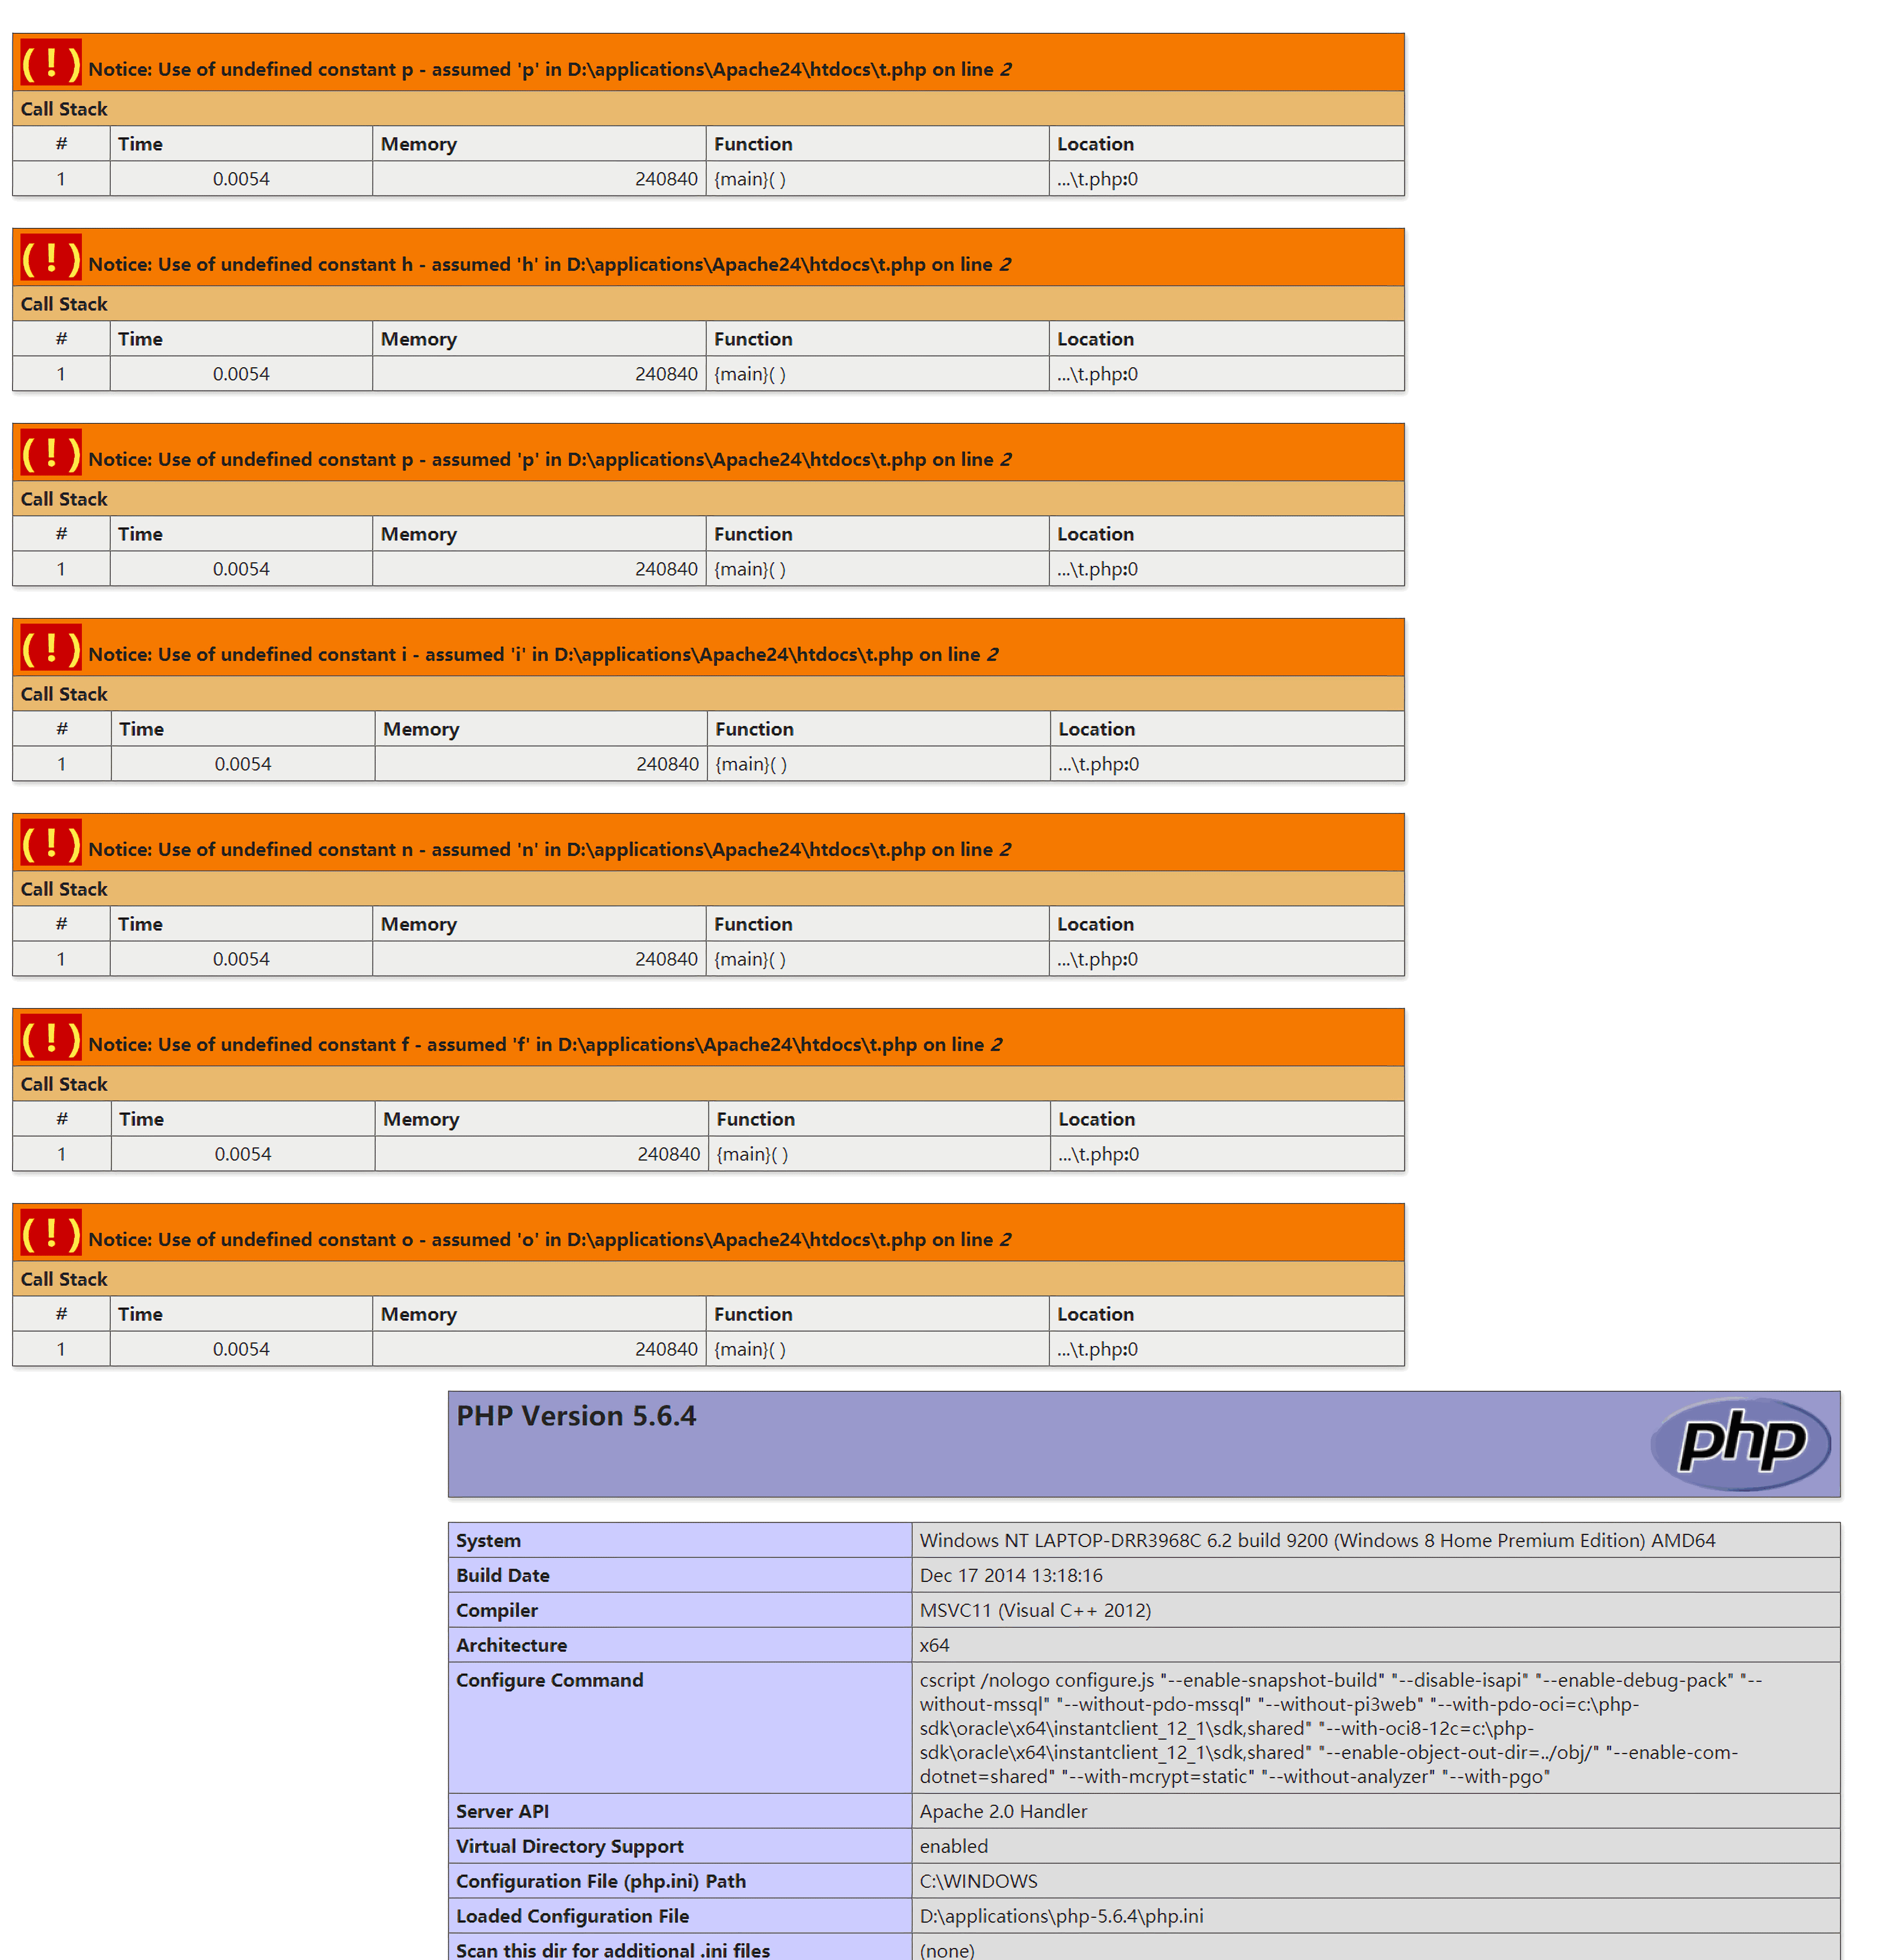 ( ! ) Notice: Use of undefined constant p - assumed 'p' in D:\applications\Apache24\htdocs\t.php on line 2
Call Stack
# Time Memory Function Location
1 0.0054 240840 {main}( ) ...\t.php:0
( ! ) Notice: Use of undefined constant h - assumed 'h' in D:\applications\Apache24\htdocs\t.php on line 2
Call Stack
# Time Memory Function Location
1 0.0054 240840 {main}( ) ...\t.php:0
( ! ) Notice: Use of undefined constant p - assumed 'p' in D:\applications\Apache24\htdocs\t.php on line 2
Call Stack
# Time Memory Function Location
1 0.0054 240840 {main}( ) ...\t.php:0
( ! ) Notice: Use of undefined constant i - assumed 'i' in D:\applications\Apache24\htdocs\t.php on line 2
Call Stack
# Time Memory Function Location
1 0.0054 240840 {main}( ) ...\t.php:0
( ! ) Notice: Use of undefined constant n - assumed 'n' in D:\applications\Apache24\htdocs\t.php on line 2
Call Stack
# Time Memory Function Location
1 0.0054 240840 {main}( ) ...\t.php:0
( ! ) Notice: Use of undefined constant f - assumed 'f' in D:\applications\Apache24\htdocs\t.php on line 2
Call Stack
# Time Memory Function Location
1 0.0054 240840 {main}( ) ...\t.php:0
( ! ) Notice: Use of undefined constant o - assumed 'o' in D:\applications\Apache24\htdocs\t.php on line 2
Call Stack
# Time Memory Function Location
1 0.0054 240840 {main}( ) ...\t.php:0
PHP Version 5.6.4 php
System Windows NT LAPTOP-DRR3968C 6.2 build 9200 (Windows 8 Home Premium Edition) AMD64
Build Date Dec 17 2014 13:18:16
Compiler MSVC11 (Visual C++ 2012)
Architecture x64
Configure Command cscript /nologo configure.js "--enable-snapshot-build" "--disable-isapi" "--enable-debug-pack" "--
without-mssql" "--without-pdo-mssql" "--without-pi3web" "--with-pdo-oci=c:\php-
sdk\oracle\x64\instantclient_12_1\sdk,shared" "--with-oci8-12c=c:\php-
sdk\oracle\x64\instantclient_12_1\sdk,shared" "--enable-object-out-dir=../obj/" "--enable-com-
dotnet=shared" "--with-mcrypt=static" "--without-analyzer" "--with-pgo"
Server API Apache 2.0 Handler
Virtual Directory Support enabled
Configuration File (php.ini) Path C:\WINDOWS
Loaded Configuration File D:\applications\php-5.6.4\php.ini
Scan this dir for additional .ini files (none)